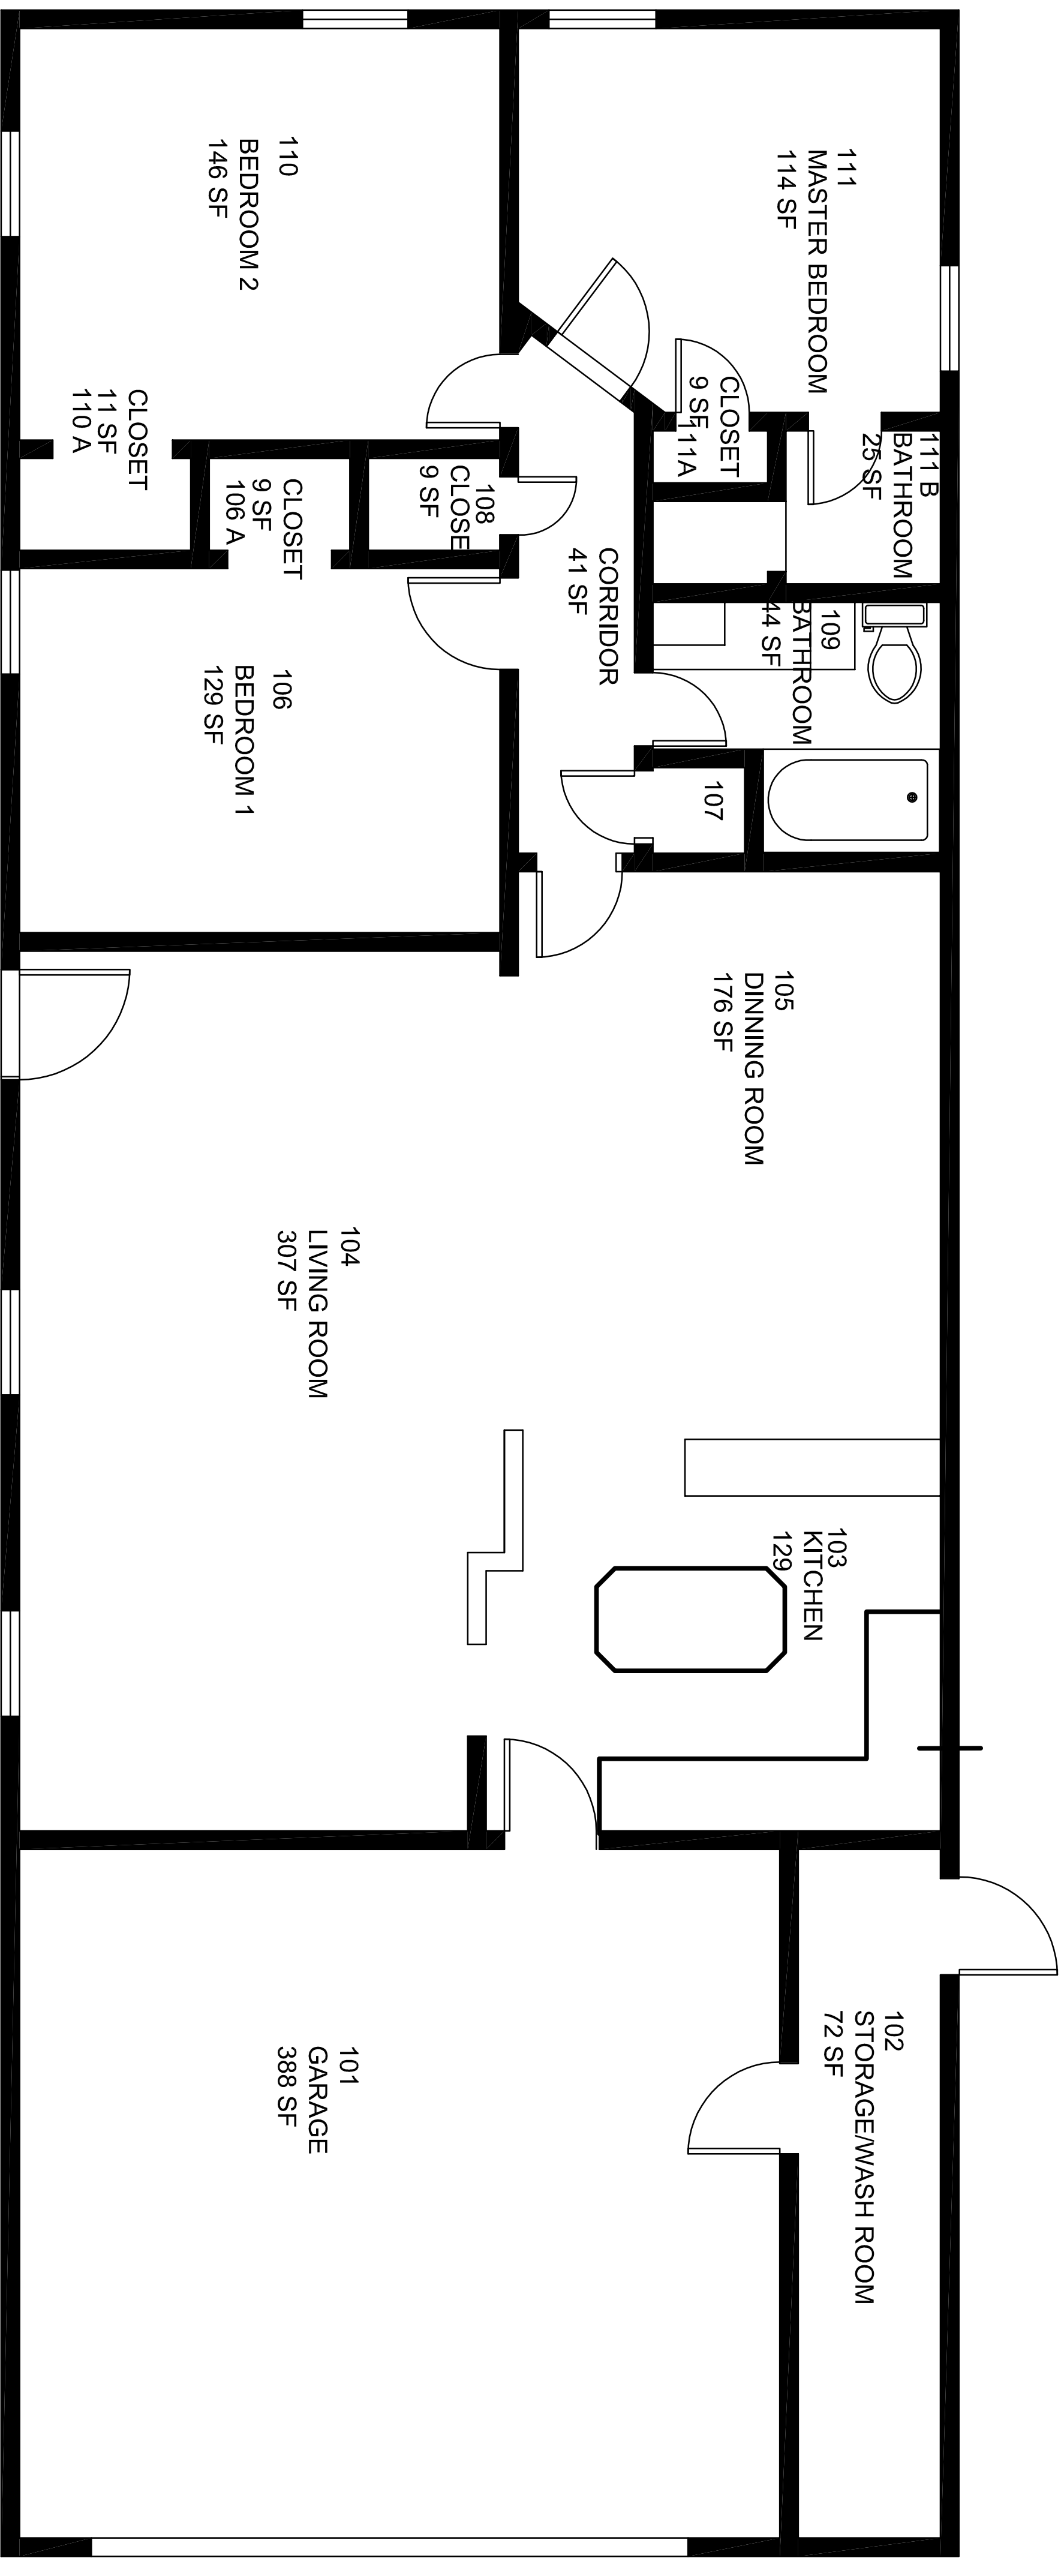 111
MASTER BEDROOM
114 SF
110
BEDROOM 2
146 SF
CLOSET
9 SF
111A
111 B
BATHROOM
25 SF
CLOSET
11 SF
110 A
CLOSET
9 SF
106 A
108
CLOSE
9 SF
CORRIDOR
41 SF
109
BATHROOM
44 SF
106
BEDROOM 1
129 SF
107
105
DINNING ROOM
176 SF
104
LIVING ROOM
307 SF
103
KITCHEN
129
102
STORAGE/WASH ROOM
72 SF
101
GARAGE
388 SF